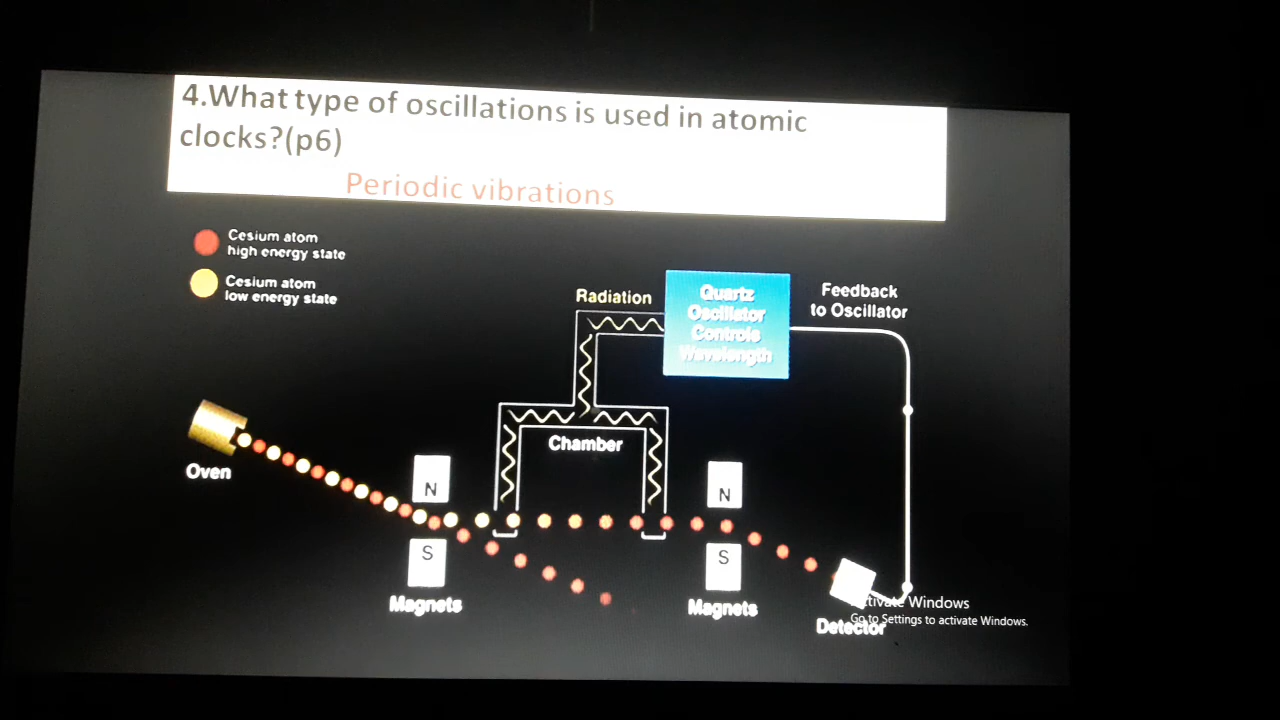 4.What type of oscillations is used in atomic
clocks?(p6)
Periodic vibrations
Cesium atom
high energy state
Cesium atom
low energy state
Radiation
Quartz
Oscillator
Controls
Wavelength
Feedback
to Oscillator
Chamber
Oven
N
S
Magnets
N
S
Magnets
Detector
Activate Windows
Go to Settings to activate Windows.